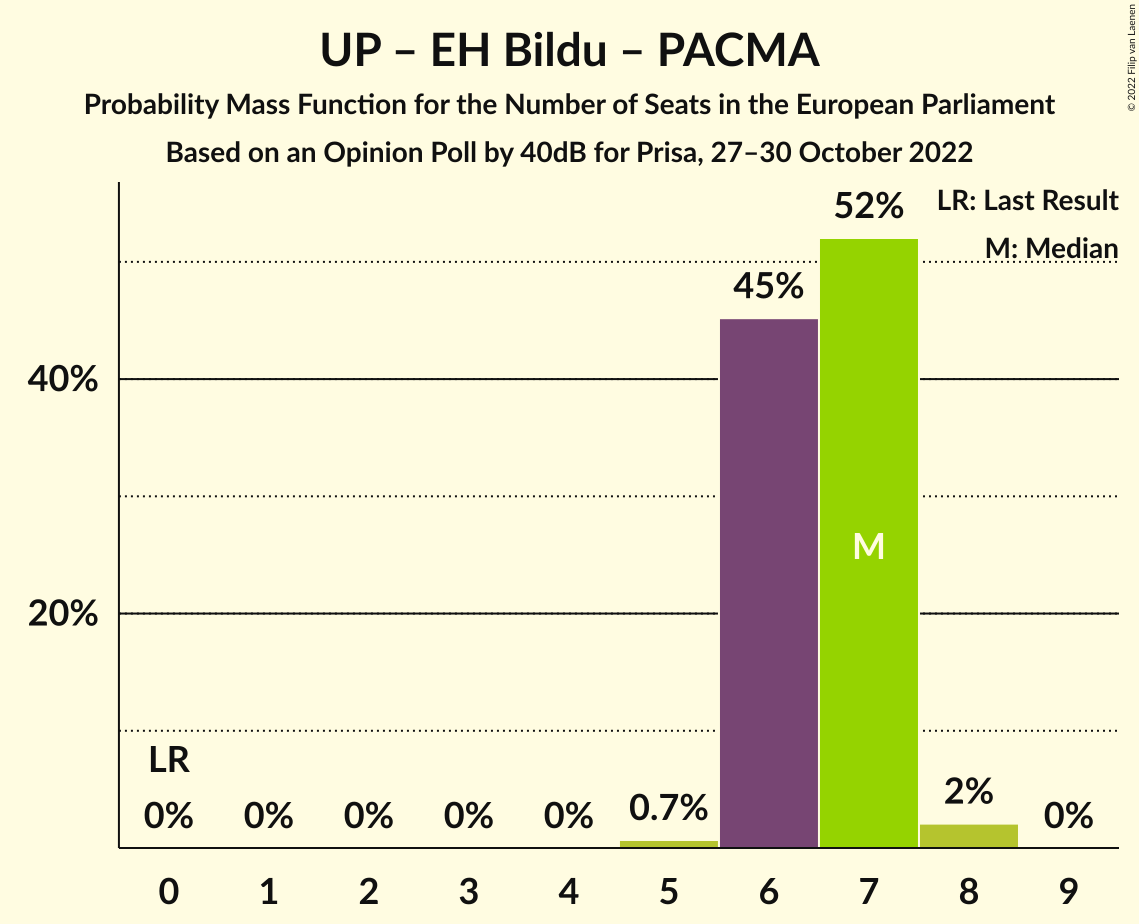 UP – EH Bildu – PACMA
Probability Mass Function for the Number of Seats in the European Parliament
Based on an Opinion Poll by 40dB for Prisa, 27–30 October 2022
© 2022 Filip van Laenen
LR: Last Result
M: Median
52%
45%
40%
M
20%
LR
0%
0%
0%
0%
0%
0.7%
2%
0%
0
1
2
3
4
5
6
7
8
9